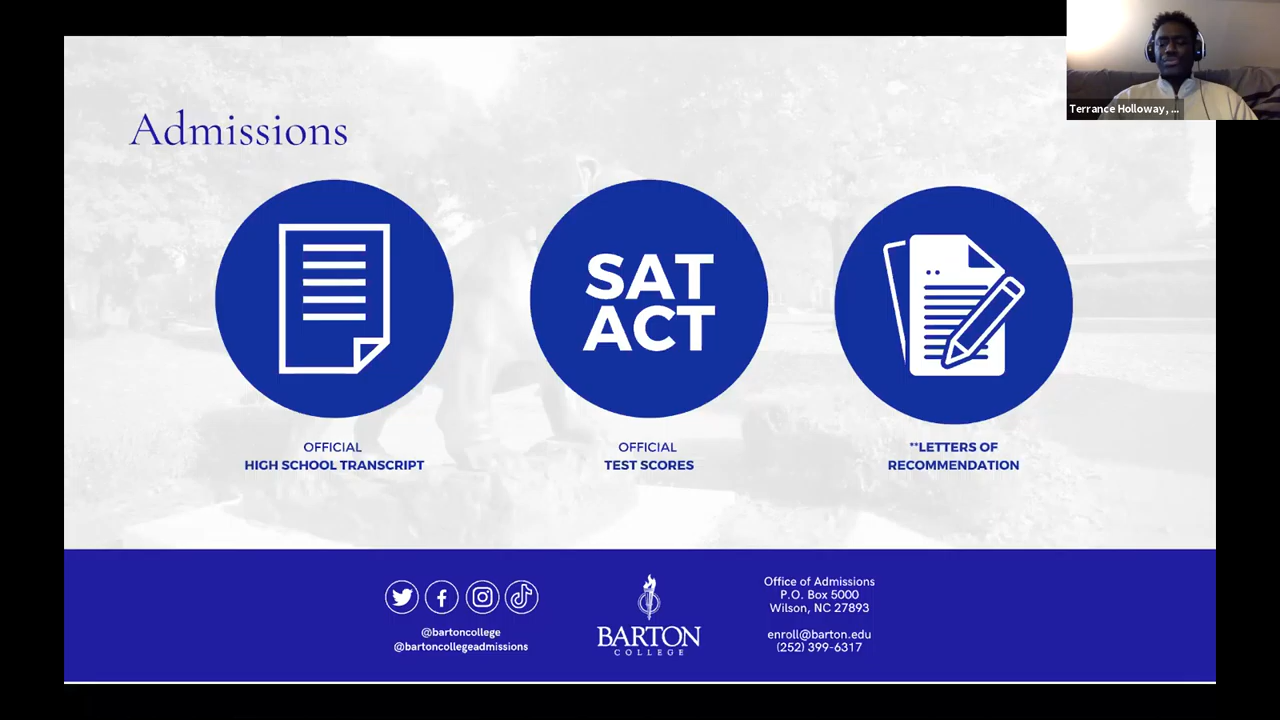 Terrance Holloway, ...
Admissions
SAT
ACT
OFFICIAL
HIGH SCHOOL TRANSCRIPT
OFFICIAL
TEST SCORES
**LETTERS OF
RECOMMENDATION
@bartoncollege
@bartoncollegeadmissions
BARTON
COLLEGE
Office of Admissions
P.O. Box 5000
Wilson, NC 27893
enroll@barton.edu
(252) 399-6317